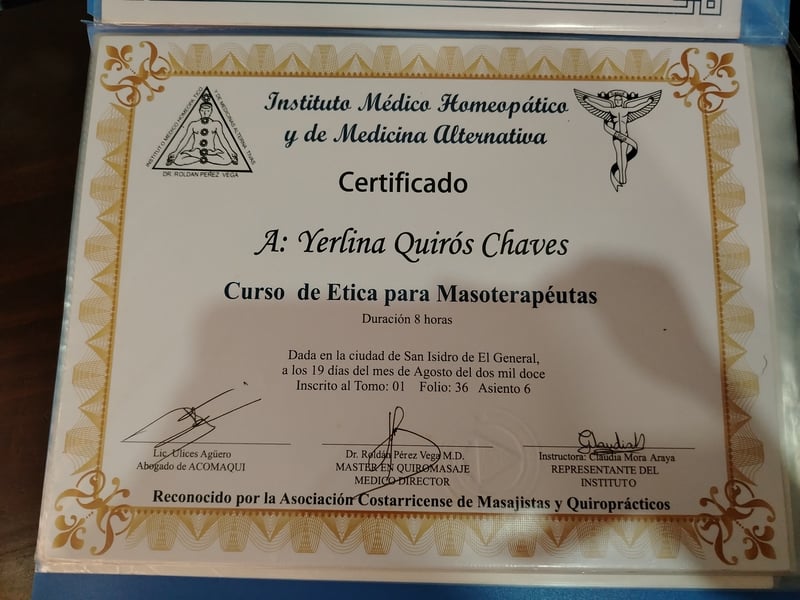 Instituto Médico Homeopático
y de Medicina Alternativa
DR. ROLDAN PEREZ VEGA
Certificado
A: Yerlina Quirós Chaves
Curso de Etica para Masoterapéutas
Duración 8 horas
Dada en la ciudad de San Isidro de El General,
a los 19 días del mes de Agosto del dos mil doce
Inscrito al Tomo: 01 Folio: 36 Asiento 6
Lic. Ulices Agüero
Abogado de ACOMAQUI
Dr. Roldán Pérez Vega M.D.
MASTER EN QUIROMASAJE
MEDICO DIRECTOR
Instructora: Claudia Mora Araya
REPRESENTANTE DEL
INSTITUTO
Reconocido por la Asociación Costarricense de Masajistas y Quiroprácticos